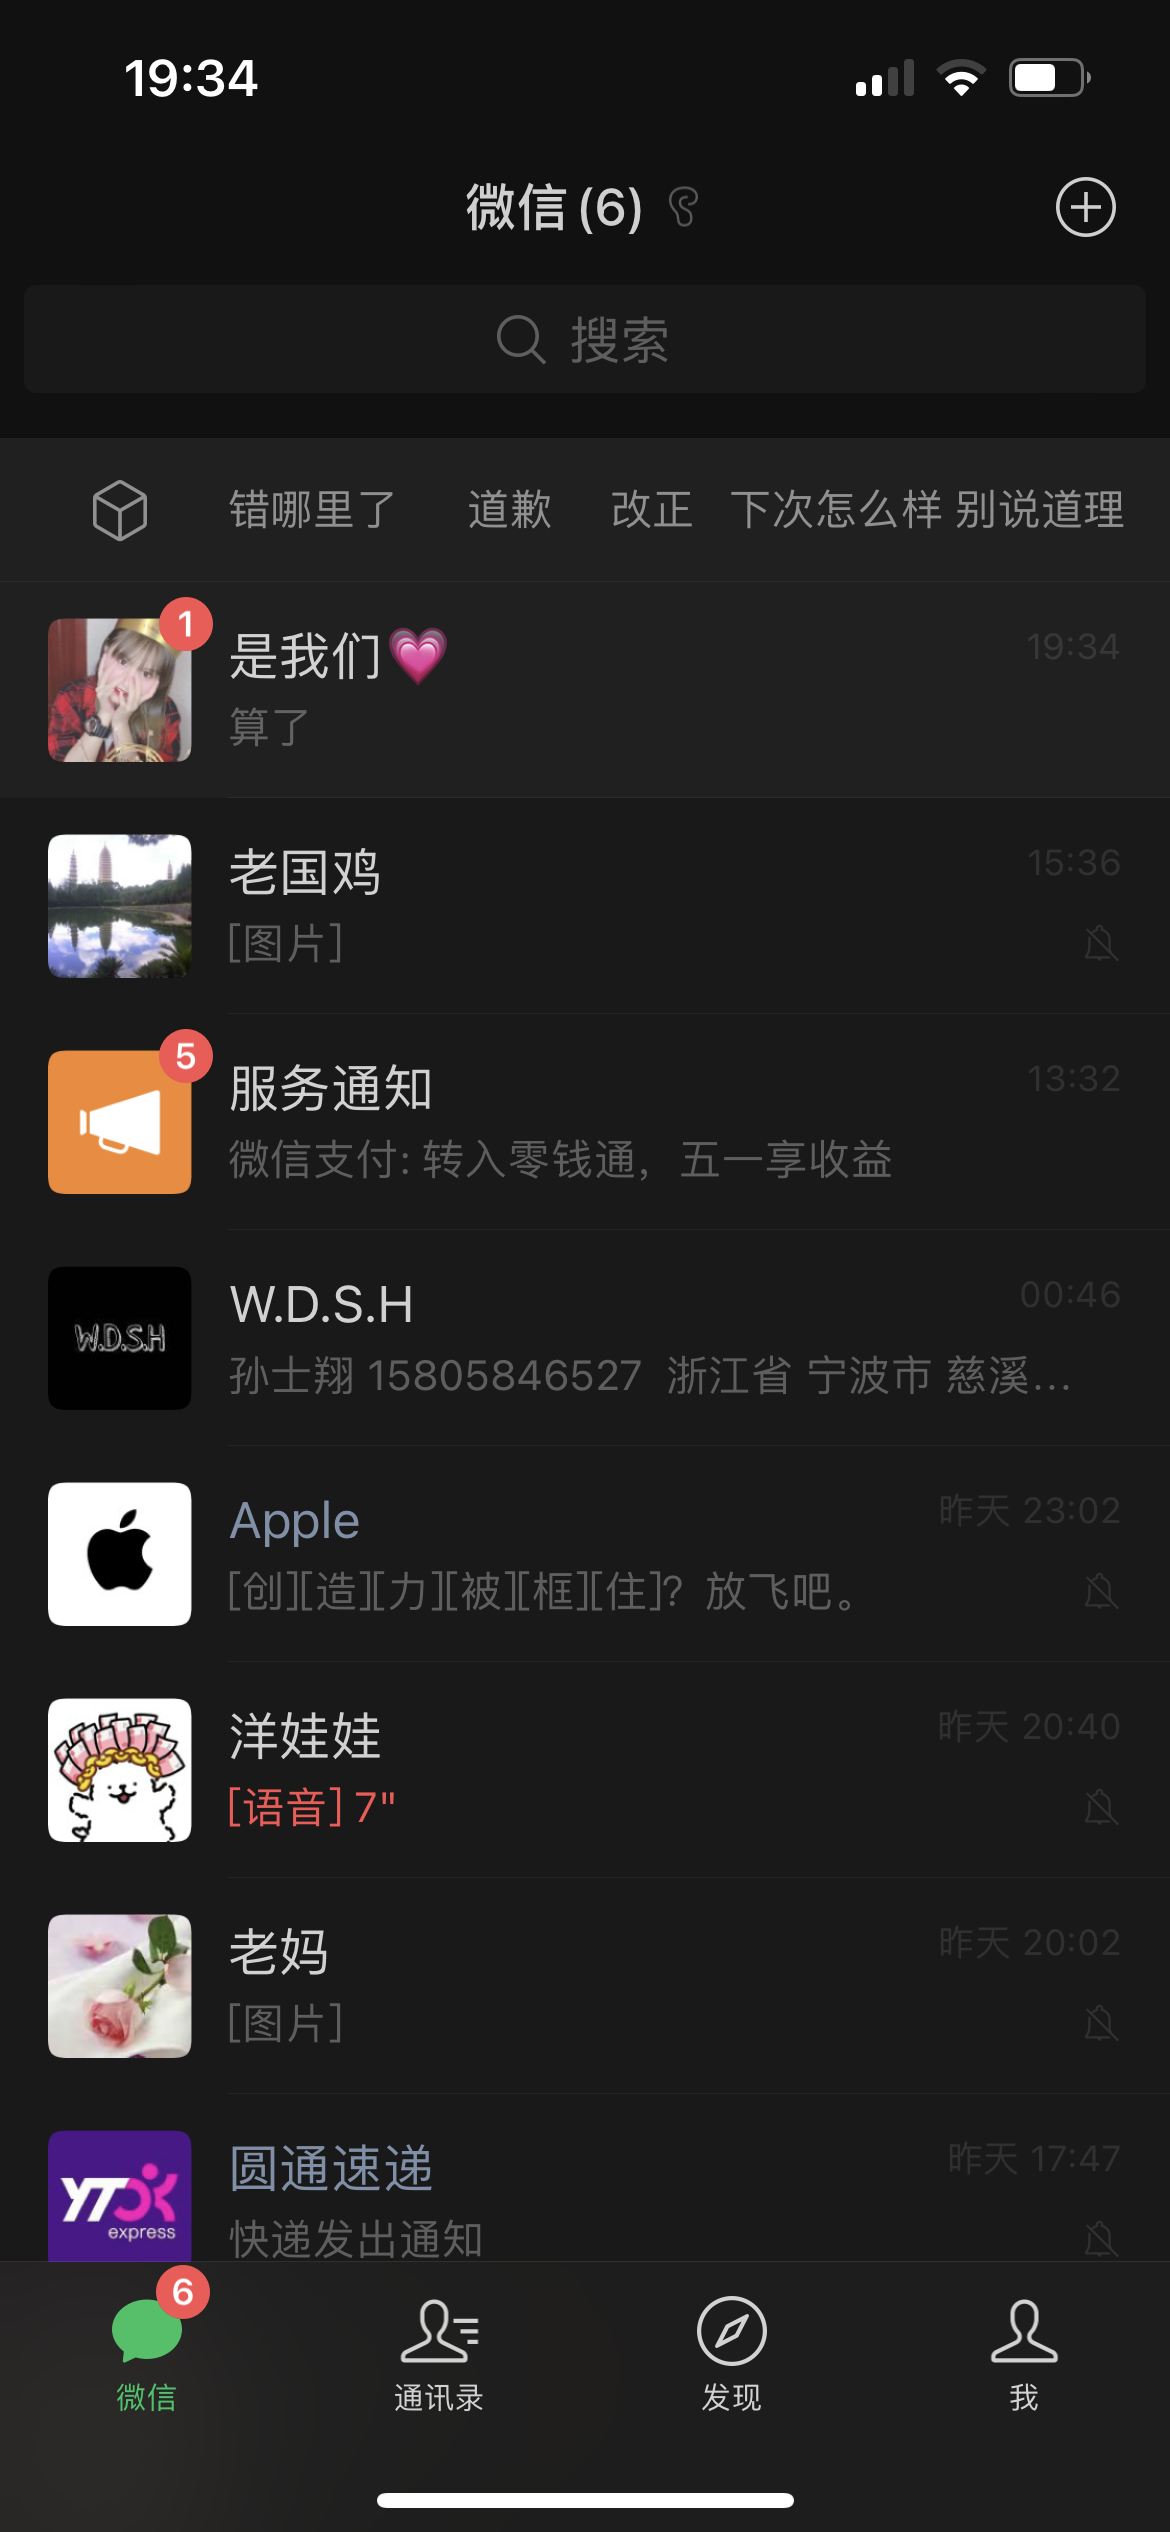 19:34
微信(6)
搜索
错哪里了 道歉 改正 下次怎么样 别说道理
1
是我们💗 19:34
算了
老国鸡 15:36
[图片]
5
服务通知 13:32
微信支付: 转入零钱通，五一享收益
W.D.S.H
W.D.S.H 00:46
孙士翔 15805846527 浙江省 宁波市 慈溪...
Apple 昨天 23:02
[创][造][力][被][框][住]? 放飞吧。
洋娃娃 昨天 20:40
[语音] 7"
老妈 昨天 20:02
[图片]
YTO
express
圆通速递 昨天 17:47
快递发出通知
6
微信 通讯录 发现 我